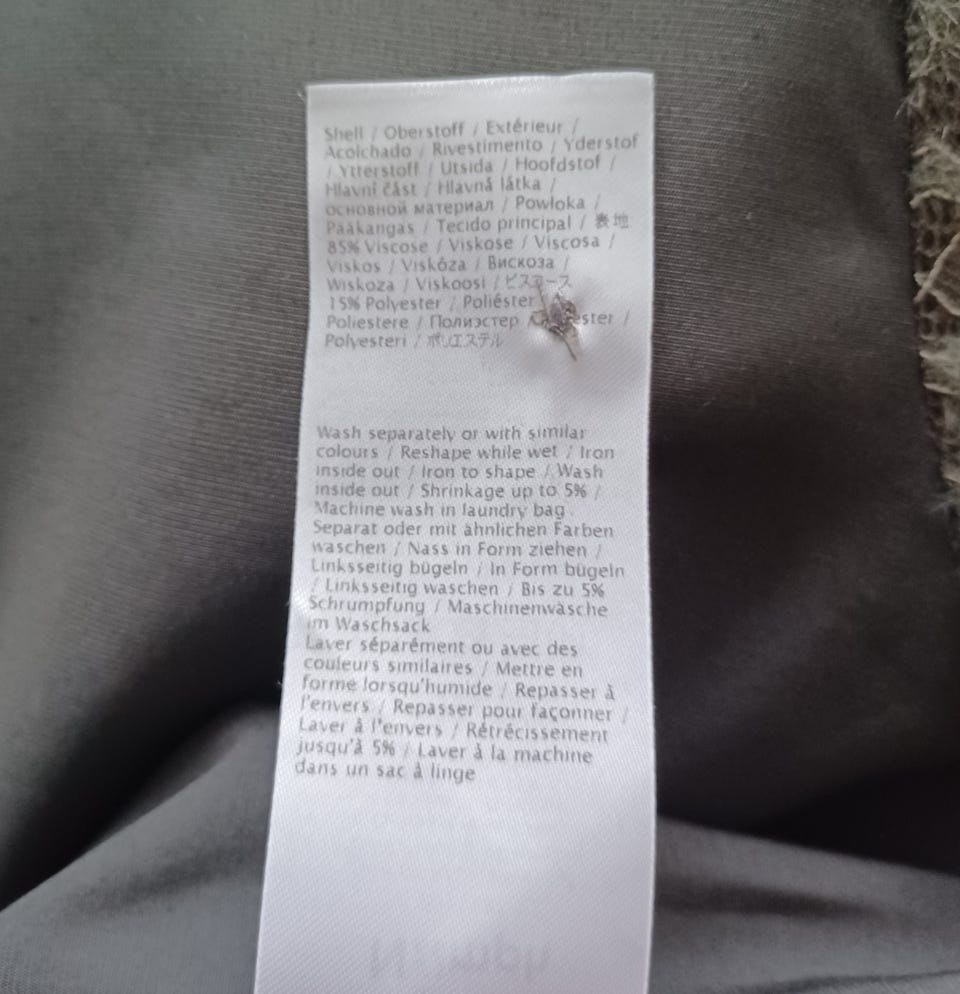 Shell / Oberstoff / Extérieur /
Acolchado / Rivestimento / Yderstof
/ Ytterstoff / Utsida / Hoofdstof /
Hlavní část / Hlavná látka /
основной материал / Powłoka /
Pääkangas / Tecido principal / 表地
85% Viscose / Viskose / Viscosa /
Viskos / Viskóza / Вискоза /
Wiskoza / Viskoosi / ビスコース
15% Polyester / Poliéster
Poliestere / Полиэстер /
Polyesteri / ポリエステル
Wash separately or with similar
colours / Reshape while wet / Iron
inside out / Iron to shape / Wash
inside out / Shrinkage up to 5% /
Machine wash in laundry bag
Separat oder mit ähnlichen Farben
waschen / Nass in Form ziehen /
Linksseitig bügeln / In Form bügeln
/ Linksseitig waschen / Bis zu 5%
Schrumpfung / Maschinenwäsche
im Waschsack
Laver séparément ou avec des
couleurs similaires / Mettre en
forme lorsqu'humide / Repasser à
l'envers / Repasser pour façonner /
Laver à l'envers / Rétrécissement
jusqu'à 5% / Laver à la machine
dans un sac à linge